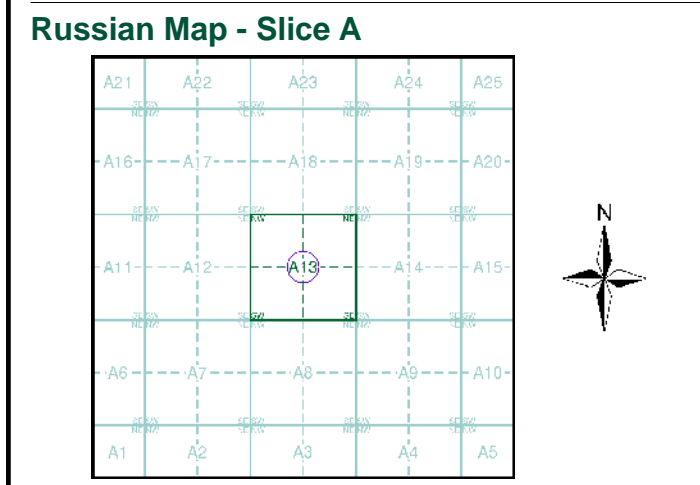 Russian Map - Slice A
A21 A22 A23 A24 A25
A16 A17 A18 A19 A20
N
A11 A12 A13 A14 A15
A6 A7 A8 A9 A10
A1 A2 A3 A4 A5